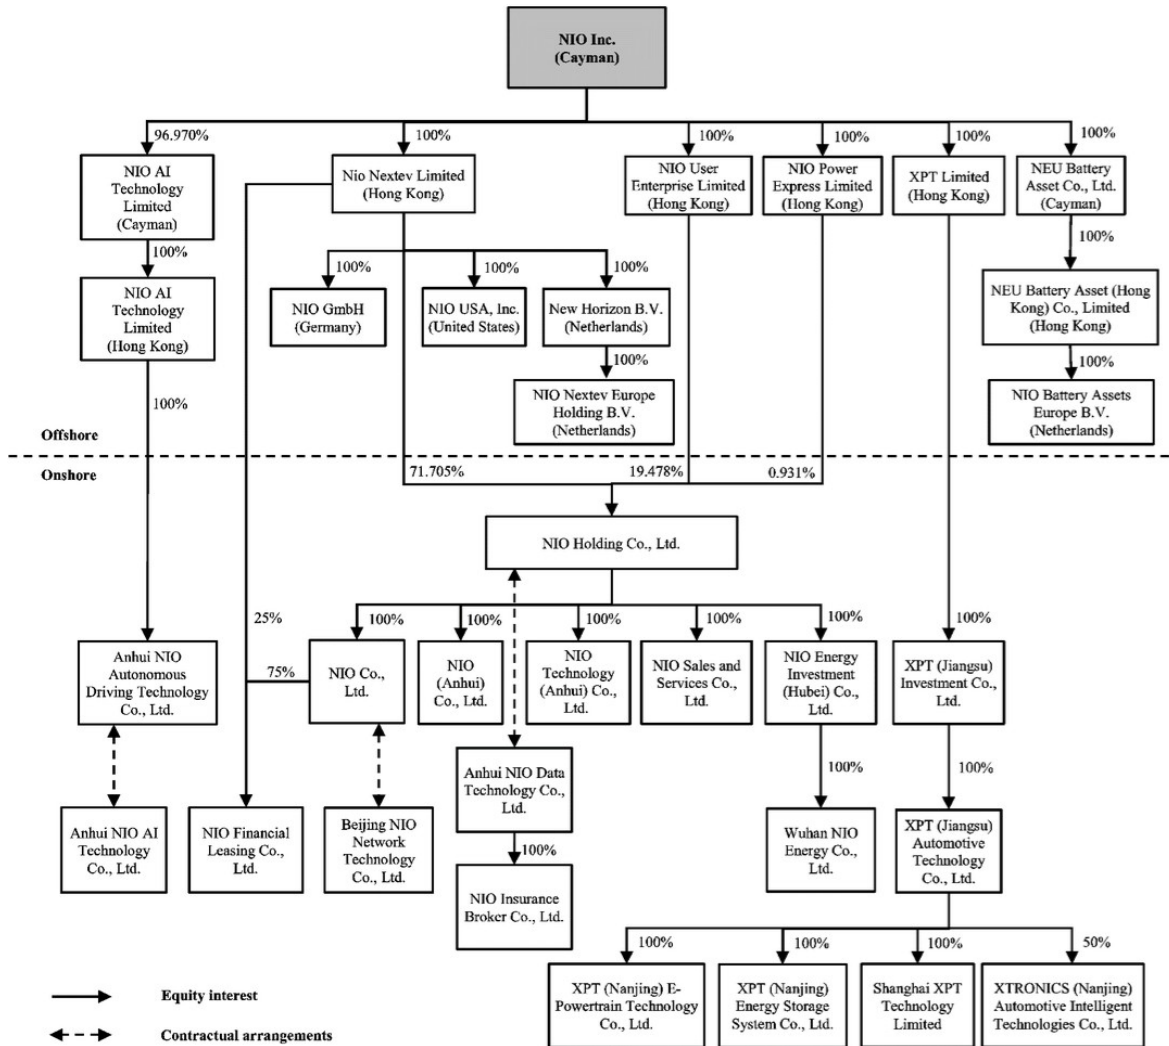 NIO Inc.
(Cayman)
96.970%
100%
100%
100%
100%
100%
NIO AI
Technology
Limited
(Cayman)
Nio Nextev Limited
(Hong Kong)
NIO User
Enterprise Limited
(Hong Kong)
NIO Power
Express Limited
(Hong Kong)
XPT Limited
(Hong Kong)
NEU Battery
Asset Co., Ltd.
(Cayman)
100%
100%
100%
100%
100%
NIO AI
Technology
Limited
(Hong Kong)
NIO GmbH
(Germany)
NIO USA, Inc.
(United States)
New Horizon B.V.
(Netherlands)
NEU Battery Asset (Hong
Kong) Co., Limited
(Hong Kong)
100%
100%
100%
NIO Nextev Europe
Holding B.V.
(Netherlands)
NIO Battery Assets
Europe B.V.
(Netherlands)
Offshore
Onshore
71.705%
19.478%
0.931%
NIO Holding Co., Ltd.
25%
100%
100%
100%
100%
100%
100%
Anhui NIO
Autonomous
Driving Technology
Co., Ltd.
75%
NIO Co.,
Ltd.
NIO
(Anhui)
Co., Ltd.
NIO
Technology
(Anhui) Co.,
Ltd.
NIO Sales and
Services Co.,
Ltd.
NIO Energy
Investment
(Hubei) Co.,
Ltd.
XPT (Jiangsu)
Investment Co.,
Ltd.
100%
100%
Anhui NIO AI
Technology
Co., Ltd.
NIO Financial
Leasing Co.,
Ltd.
Beijing NIO
Network
Technology
Co., Ltd.
Anhui NIO Data
Technology Co.,
Ltd.
Wuhan NIO
Energy Co.,
Ltd.
XPT (Jiangsu)
Automotive
Technology
Co., Ltd.
100%
NIO Insurance
Broker Co., Ltd.
100%
100%
100%
50%
XPT (Nanjing) E-
Powertrain Technology
Co., Ltd.
XPT (Nanjing)
Energy Storage
System Co., Ltd.
Shanghai XPT
Technology
Limited
XTRONICS (Nanjing)
Automotive Intelligent
Technologies Co., Ltd.
Equity interest
Contractual arrangements